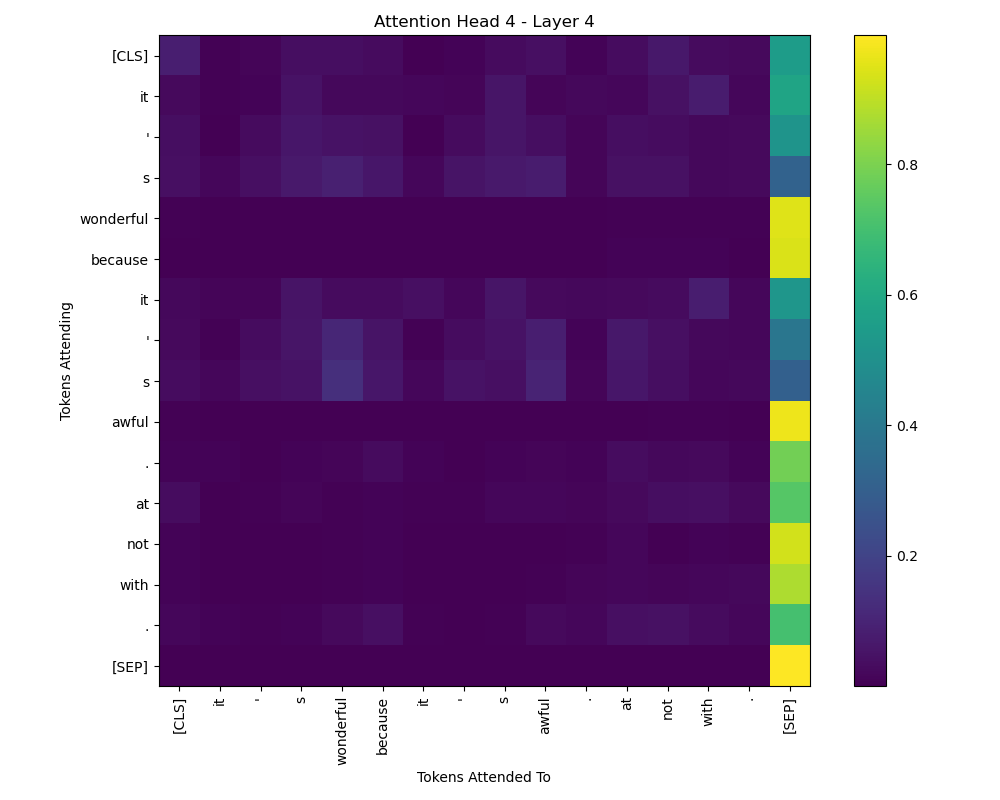 Attention Head 4 - Layer 4
Tokens Attending
[CLS]
it
'
s
wonderful
because
it
'
s
awful
.
at
not
with
.
[SEP]
[CLS]
it
'
s
wonderful
because
it
'
s
awful
.
at
not
with
.
[SEP]
Tokens Attended To
0.8
0.6
0.4
0.2